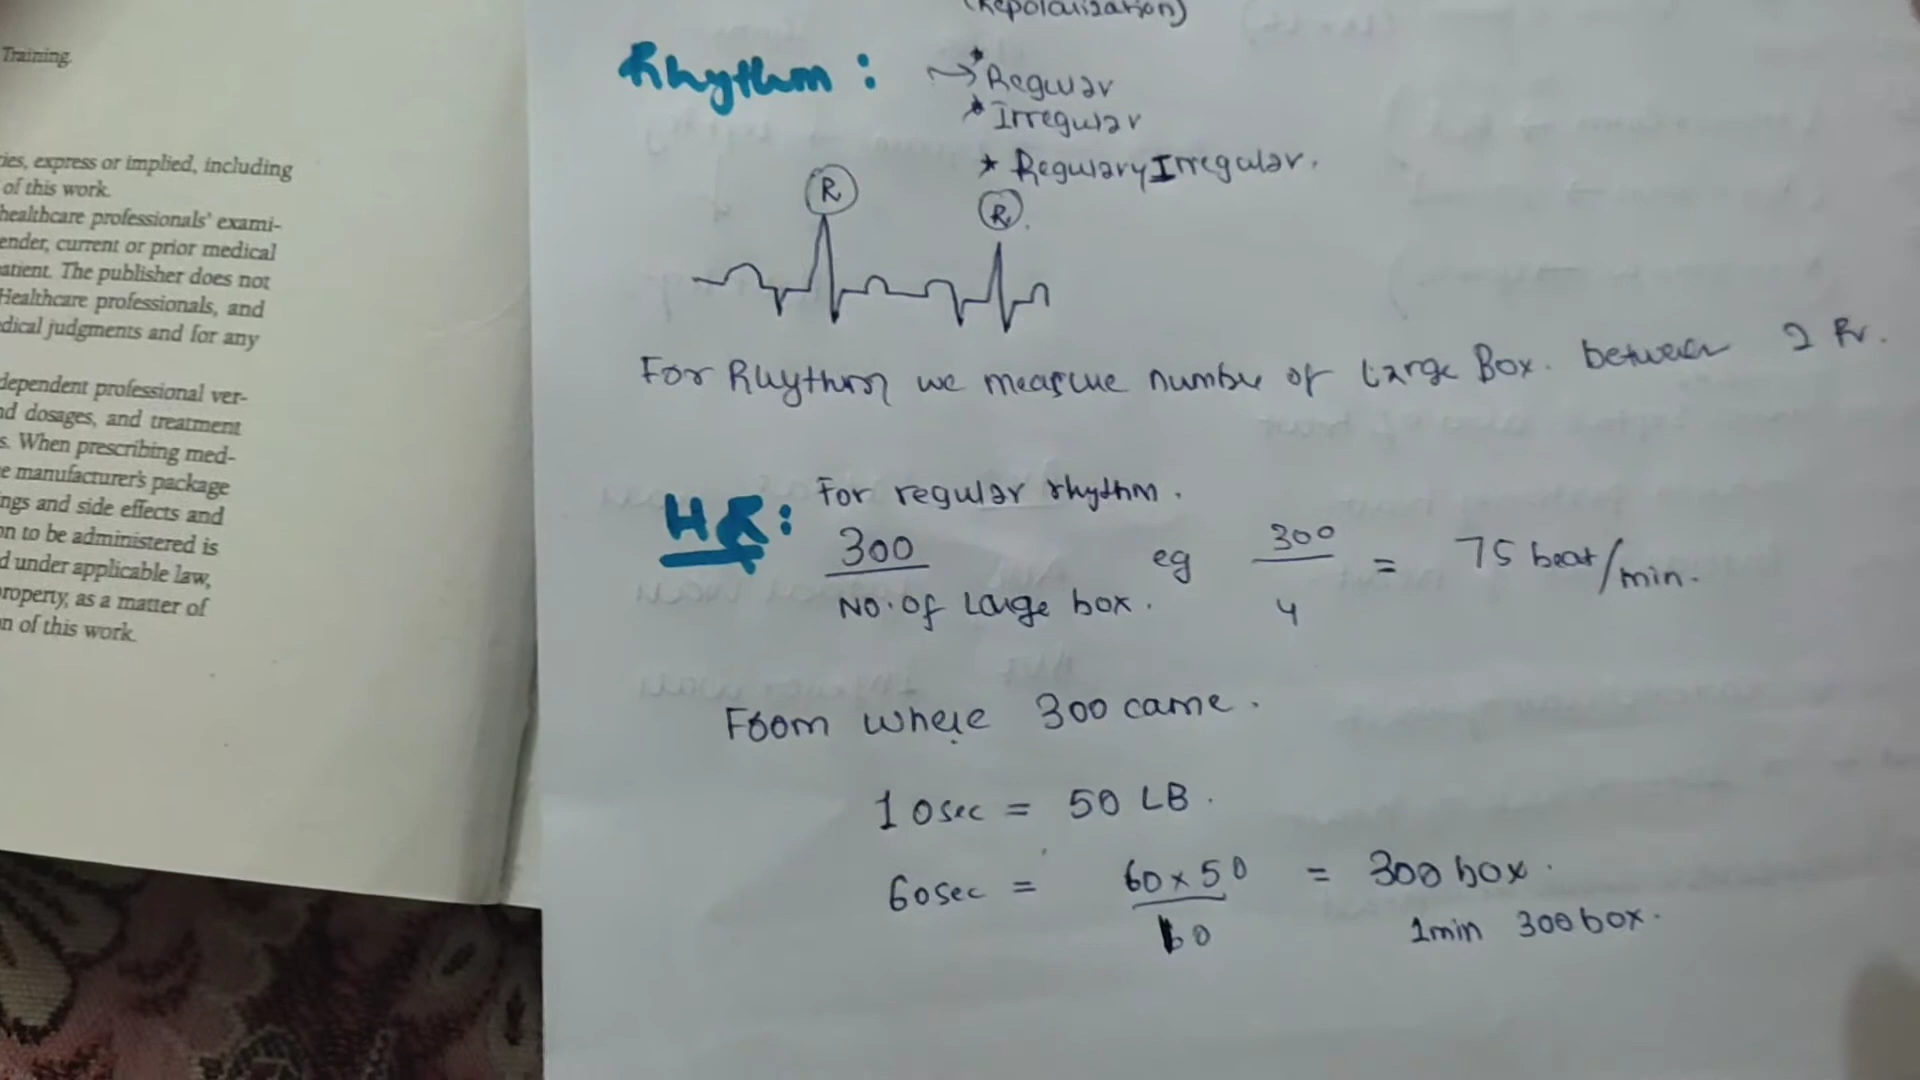 Training.
ies, express or implied, including
of this work.
healthcare professionals' exami-
ender, current or prior medical
atient. The publisher does not
Healthcare professionals, and
dical judgments and for any
dependent professional ver-
nd dosages, and treatment
s. When prescribing med-
e manufacturer's package
ngs and side effects and
on to be administered is
d under applicable law,
roperty, as a matter of
n of this work.
(Repolalization)
Rhythm : → * Regular
* Irregular
* RegularyIrregular.
R R.
For Rhythm we measure number of Large Box. between 2 R.
HR: For regular rhythm.
300 / NO. of Large box. eg 300 / 4 = 75 beat/min.
From where 300 came.
10sec = 50 LB.
60sec = 60 x 50 / 10 = 300 box.
1min 300 box.